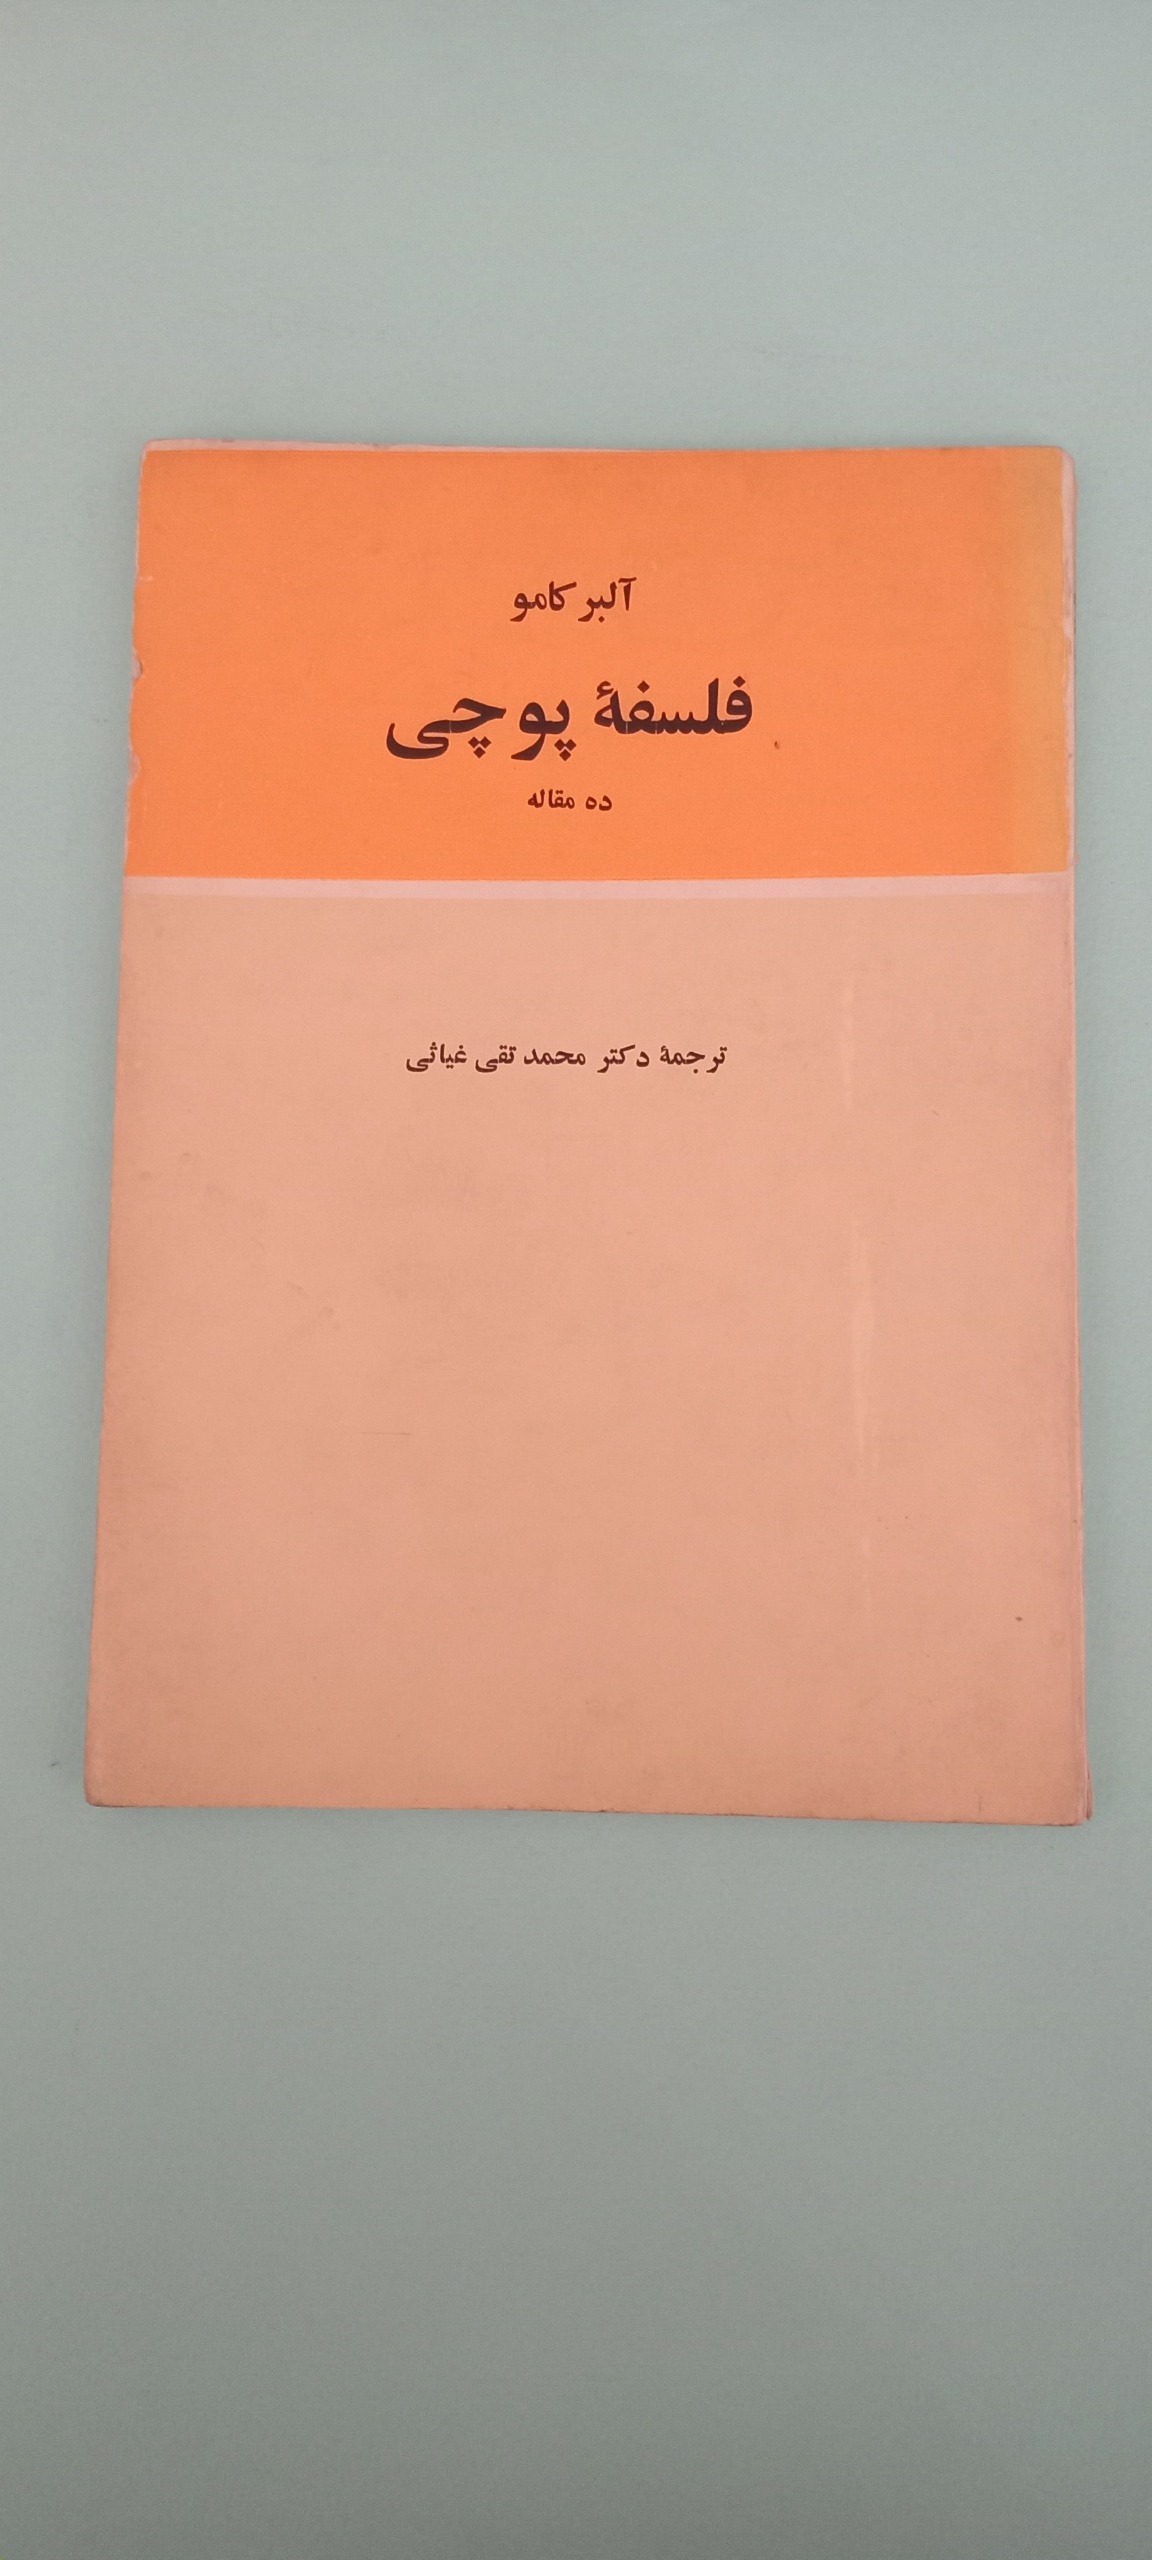 آلبر کامو
فلسفهٔ پوچی
ده مقاله
ترجمهٔ دکتر محمد تقی غیاثی